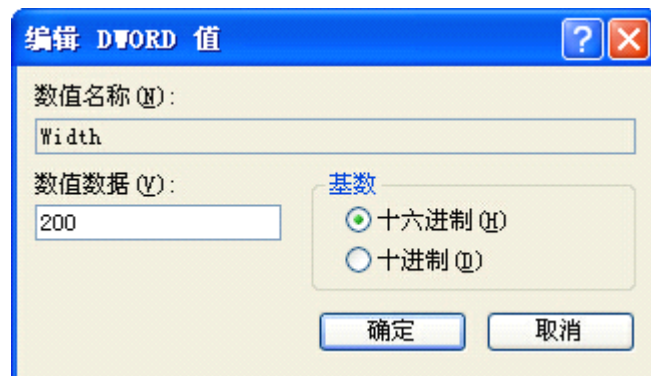 编辑 DWORD 值
数值名称(N):
Width
数值数据(V):
200
基数
十六进制(H)
十进制(D)
确定
取消